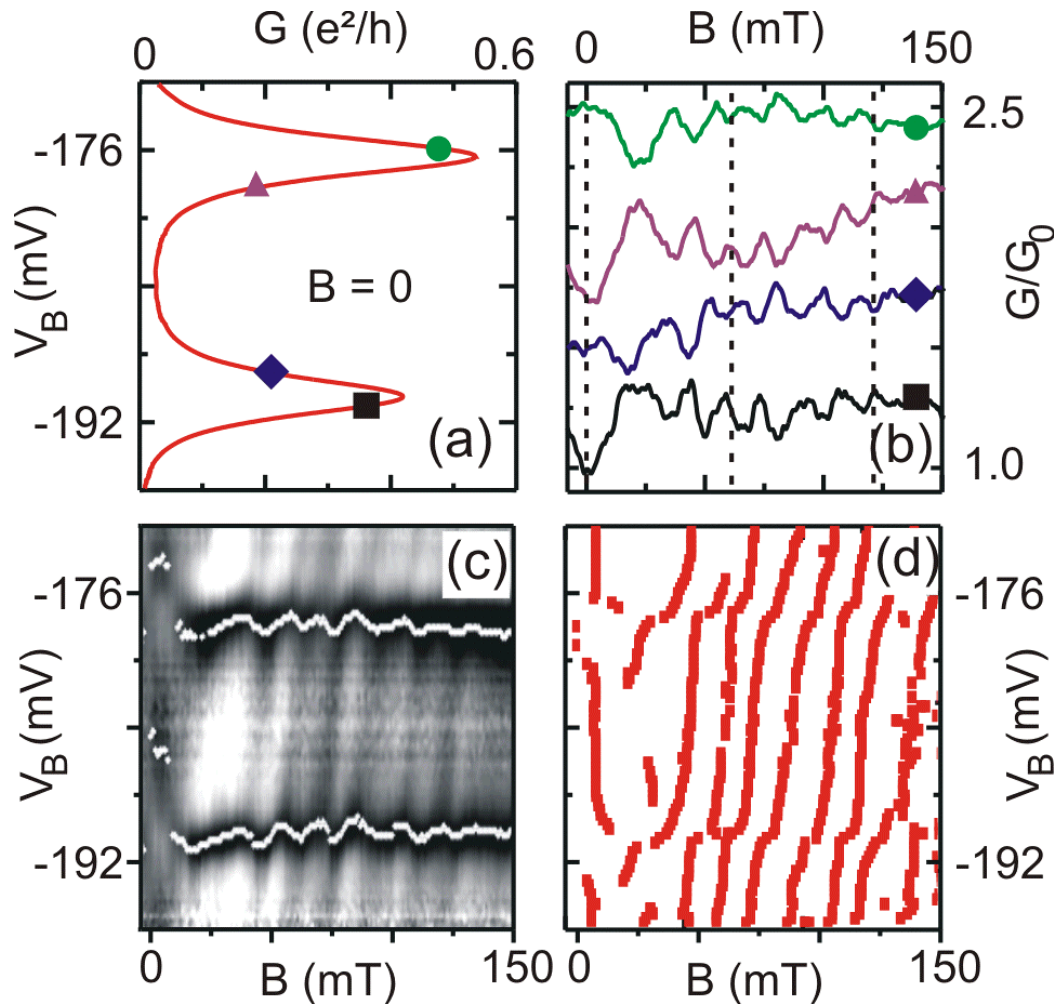 G (e²/h)
0
0.6
V_B (mV)
-176
-192
B = 0
(a)
B (mT)
0
150
2.5
G/G_0
1.0
(b)
(c)
V_B (mV)
-176
-192
0
B (mT)
150
(d)
-176
V_B (mV)
-192
0
B (mT)
150